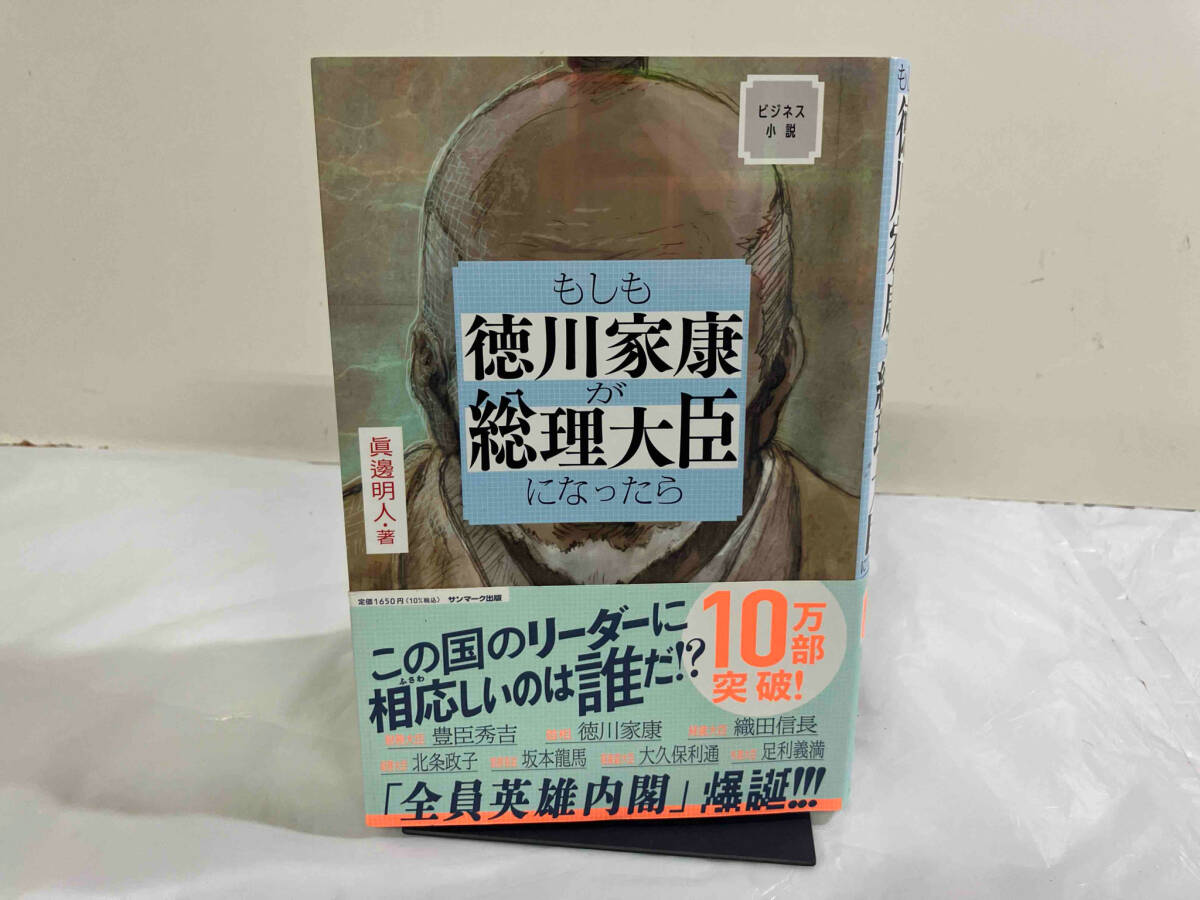 ビジネス
小説
もしも
徳川家康
が
総理大臣
になったら
眞邊明人・著
定価1650円(10%税込) サンマーク出版
この国のリーダーに
ふさわ
相応しいのは誰だ!?
10万部
突破!
豊臣秀吉 首相 徳川家康 織田信長
北条政子 坂本龍馬 大久保利通 足利義満
「全員英雄内閣」爆誕!!!